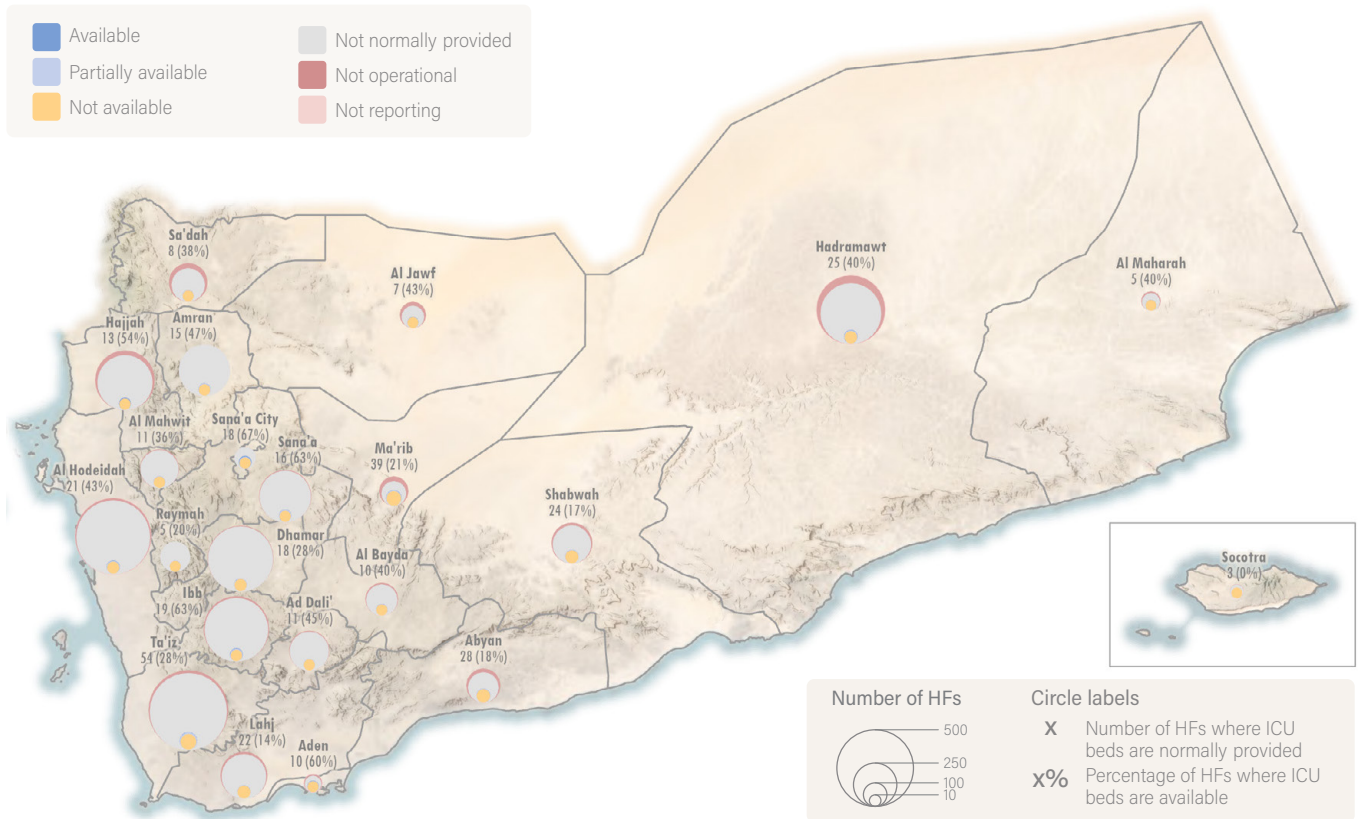 Available
Partially available
Not available
Not normally provided
Not operational
Not reporting
Sa'dah
8 (38%)
Al Jawf
7 (43%)
Hadramawt
25 (40%)
Al Maharah
5 (40%)
Hajjah
13 (54%)
Amran
15 (47%)
Al Mahwit
11 (36%)
Sana'a City
18 (67%)
Sana'a
16 (63%)
Ma'rib
39 (21%)
Al Hodeidah
21 (43%)
Shabwah
24 (17%)
Raymah
5 (20%)
Dhamar
18 (28%)
Al Bayda
10 (40%)
Socotra
3 (0%)
Ibb
19 (63%)
Ad Dali'
11 (45%)
Ta'iz
54 (28%)
Abyan
28 (18%)
Lahj
22 (14%)
Aden
10 (60%)
Number of HFs
500
250
100
10
Circle labels
X Number of HFs where ICU
beds are normally provided
x% Percentage of HFs where ICU
beds are available